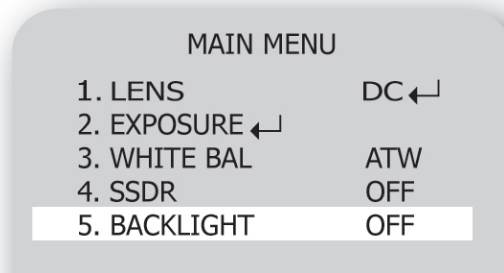 MAIN MENU
1. LENS DC↵
2. EXPOSURE ↵
3. WHITE BAL ATW
4. SSDR OFF
5. BACKLIGHT OFF